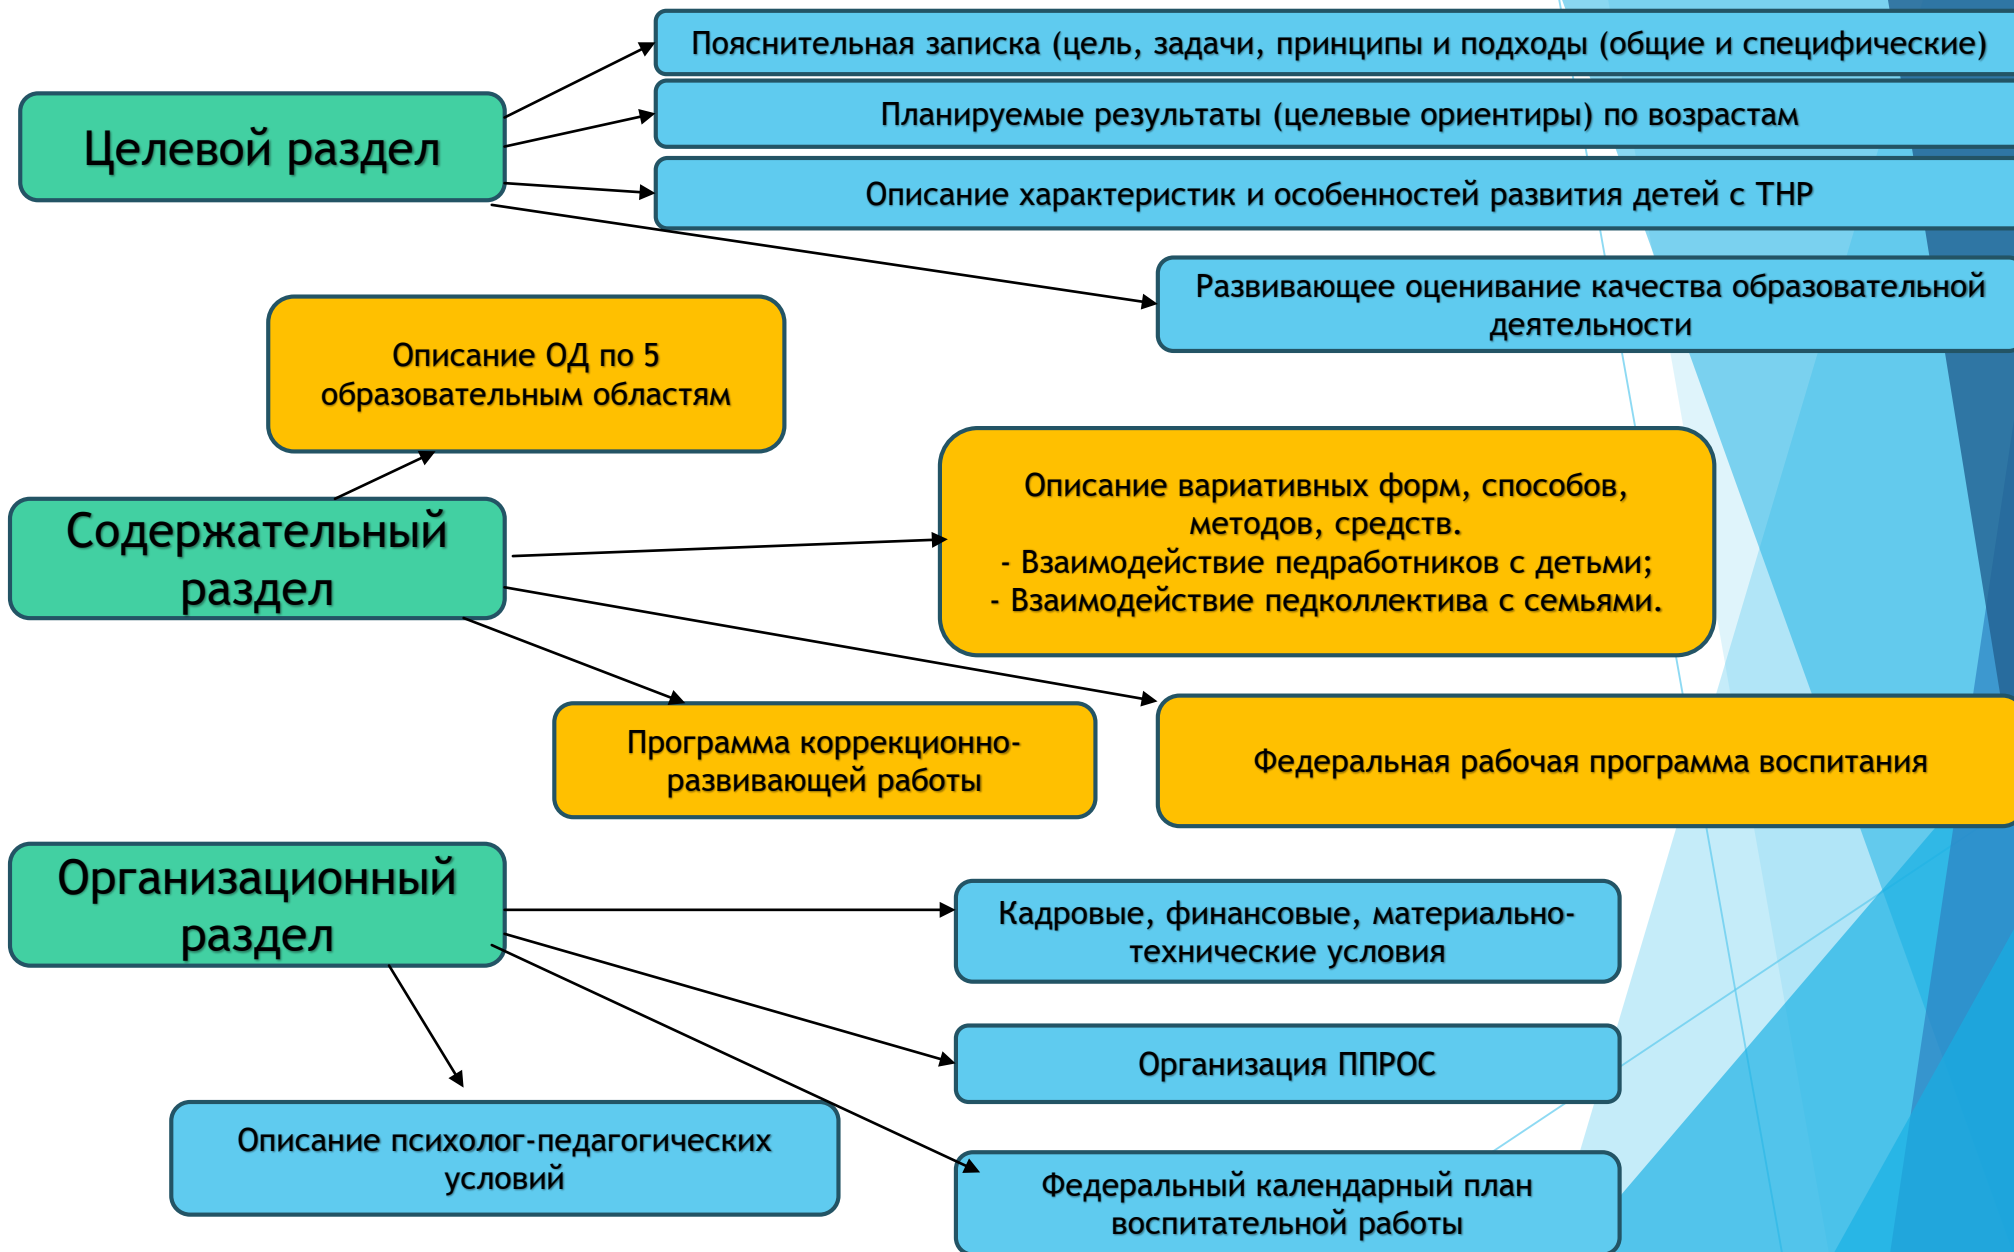 Пояснительная записка (цель, задачи, принципы и подходы (общие и специфические)
Целевой раздел
Планируемые результаты (целевые ориентиры) по возрастам
Описание характеристик и особенностей развития детей с ТНР
Развивающее оценивание качества образовательной
деятельности
Описание ОД по 5
образовательным областям
Содержательный
раздел
Описание вариативных форм, способов,
методов, средств.
- Взаимодействие педработников с детьми;
- Взаимодействие педколлектива с семьями.
Программа коррекционно-
развивающей работы
Федеральная рабочая программа воспитания
Организационный
раздел
Кадровые, финансовые, материально-
технические условия
Организация ППРОС
Описание психолог-педагогических
условий
Федеральный календарный план
воспитательной работы